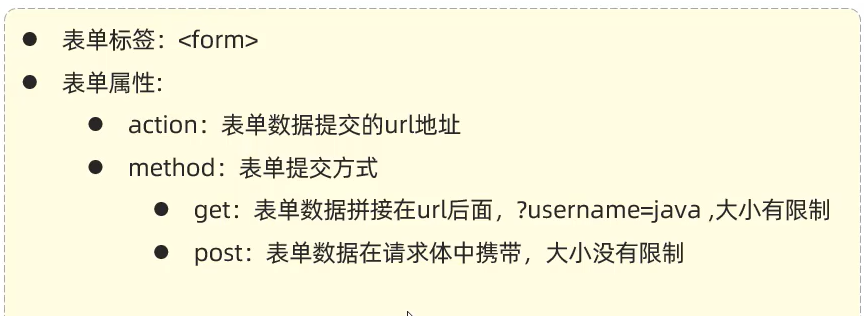 表单标签：<form>
表单属性:
action：表单数据提交的url地址
method：表单提交方式
get：表单数据拼接在url后面，?username=java ,大小有限制
post：表单数据在请求体中携带，大小没有限制